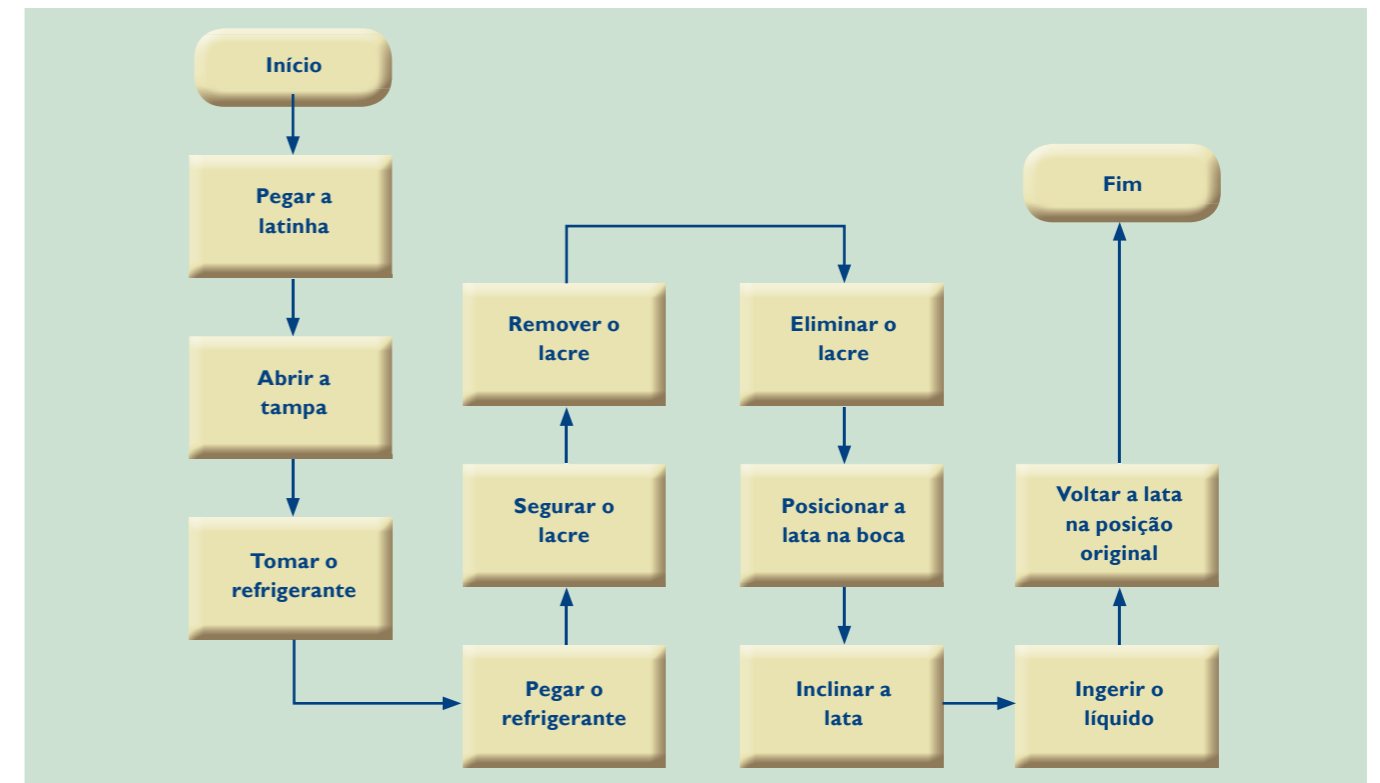 Início
Pegar a
latinha
Abrir a
tampa
Tomar o
refrigerante
Pegar o
refrigerante
Segurar o
lacre
Remover o
lacre
Eliminar o
lacre
Posicionar a
lata na boca
Inclinar a
lata
Ingerir o
líquido
Voltar a lata
na posição
original
Fim